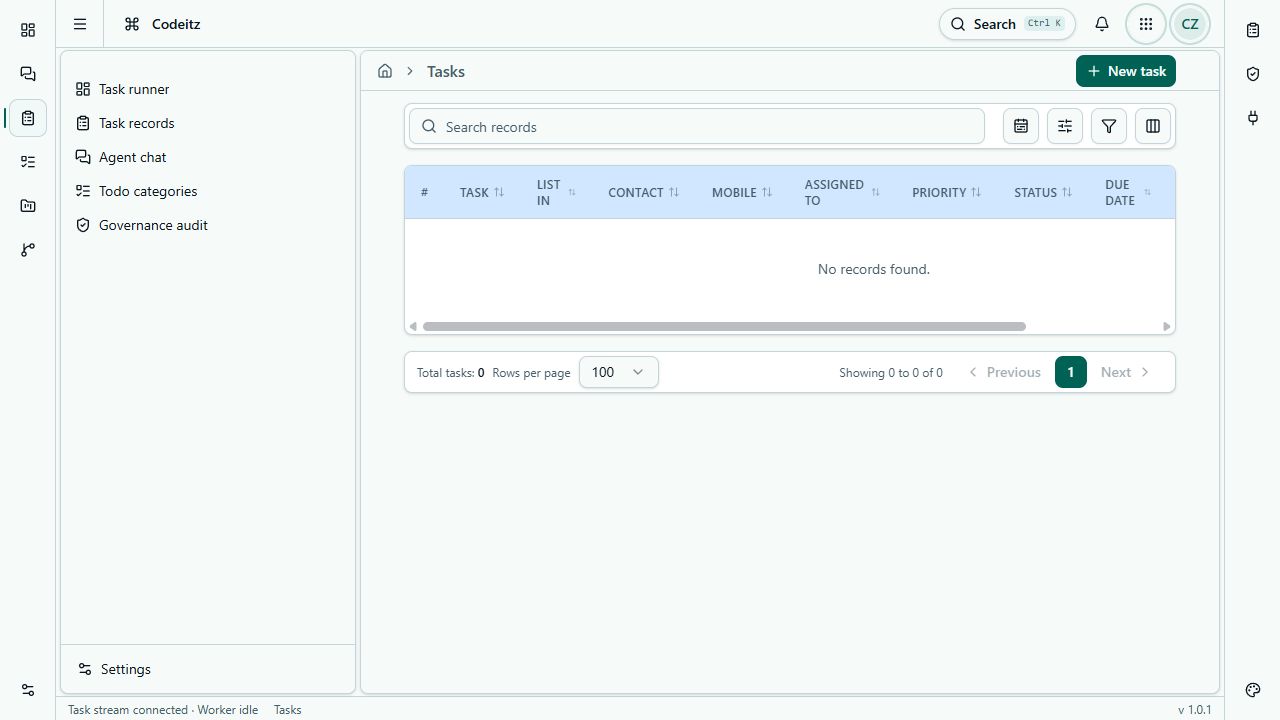 Codeitz
Search Ctrl K
CZ
Task runner
Task records
Agent chat
Todo categories
Governance audit
Settings
Tasks
New task
Search records
# TASK LIST IN CONTACT MOBILE ASSIGNED TO PRIORITY STATUS DUE DATE
No records found.
Total tasks: 0 Rows per page 100 Showing 0 to 0 of 0 Previous 1 Next
Task stream connected · Worker idle Tasks v 1.0.1